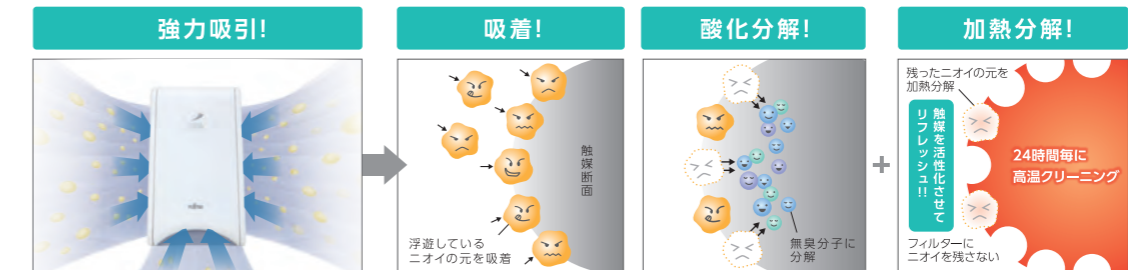 強力吸引!
吸着!
触媒断面
浮遊している
ニオイの元を吸着
酸化分解!
無臭分子に
分解
+
加熱分解!
残ったニオイの元を
加熱分解
触媒を活性化させて
リフレッシュ!!
24時間毎に
高温クリーニング
フィルターに
ニオイを残さない